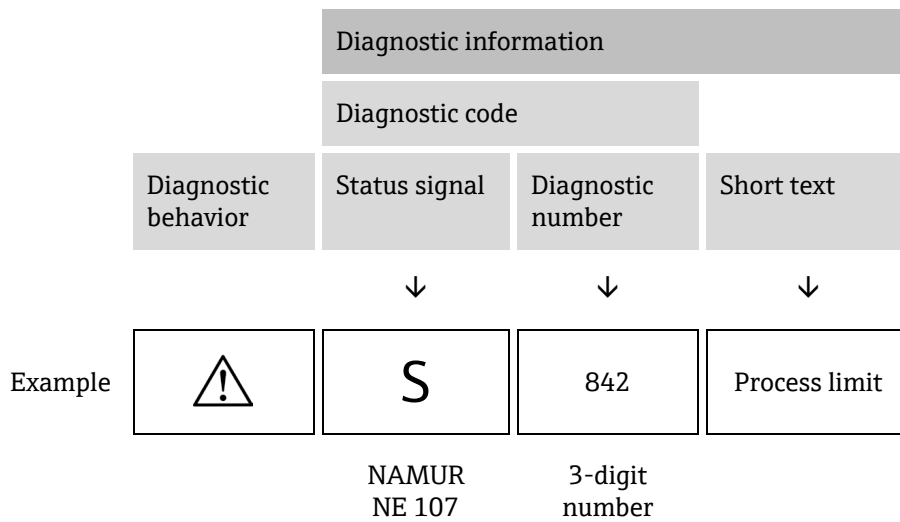 Diagnostic information
Diagnostic code
Diagnostic
behavior
Status signal
Diagnostic
number
Short text
Example
S
842
Process limit
NAMUR
NE 107
3-digit
number